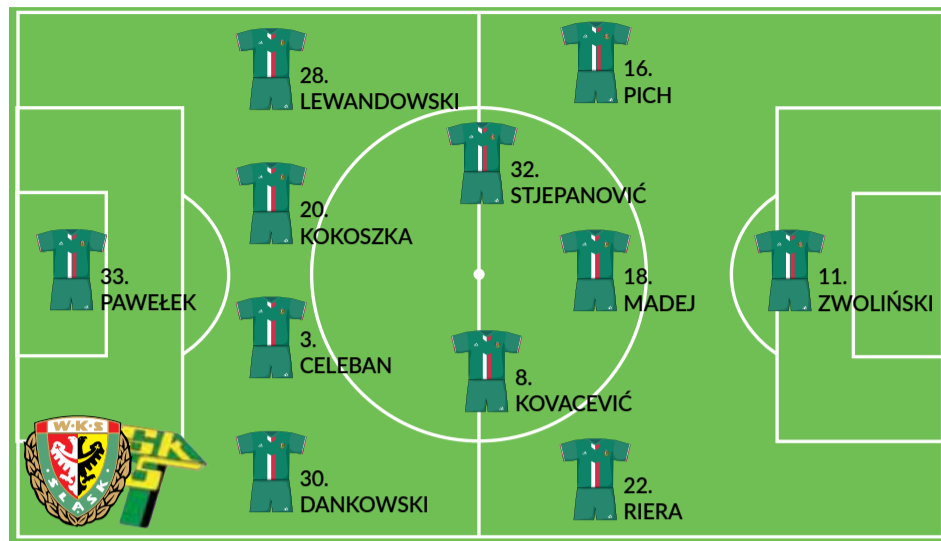 28.
LEWANDOWSKI
16.
PICH
32.
STJEPANOVIĆ
20.
KOKOSZKA
33.
PAWEŁEK
18.
MADEJ
11.
ZWOLIŃSKI
3.
CELEBAN
8.
KOVACEVIĆ
30.
DANKOWSKI
22.
RIERA
W·K·S
ŚLĄSK
GK